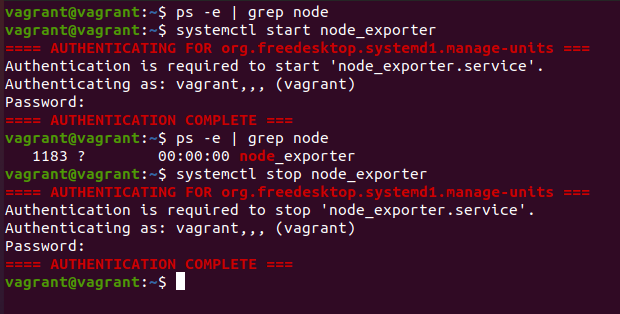 vagrant@vagrant:~$ ps -e | grep node
vagrant@vagrant:~$ systemctl start node_exporter
==== AUTHENTICATING FOR org.freedesktop.systemd1.manage-units ===
Authentication is required to start 'node_exporter.service'.
Authenticating as: vagrant,,, (vagrant)
Password:
==== AUTHENTICATION COMPLETE ===
vagrant@vagrant:~$ ps -e | grep node
   1183 ?        00:00:00 node_exporter
vagrant@vagrant:~$ systemctl stop node_exporter
==== AUTHENTICATING FOR org.freedesktop.systemd1.manage-units ===
Authentication is required to stop 'node_exporter.service'.
Authenticating as: vagrant,,, (vagrant)
Password:
==== AUTHENTICATION COMPLETE ===
vagrant@vagrant:~$